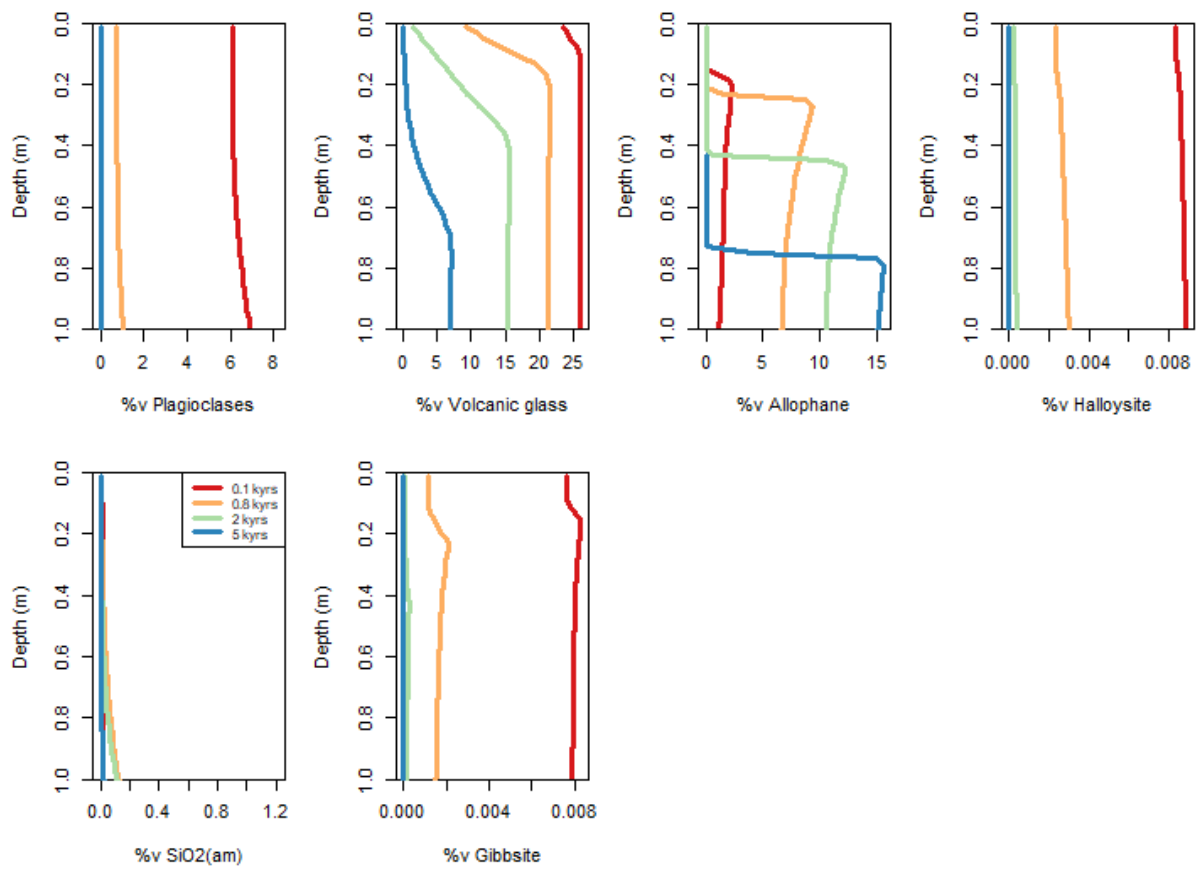 0.0
0.2
0.4
0.6
0.8
1.0
Depth (m)
0 2 4 6 8
%v Plagioclases
0.0
0.2
0.4
0.6
0.8
1.0
Depth (m)
0 5 10 15 20 25
%v Volcanic glass
0.0
0.2
0.4
0.6
0.8
1.0
Depth (m)
0 5 10 15
%v Allophane
0.0
0.2
0.4
0.6
0.8
1.0
Depth (m)
0.000 0.004 0.008
%v Halloysite
0.0
0.2
0.4
0.6
0.8
1.0
Depth (m)
0.1 kyrs
0.8 kyrs
2 kyrs
5 kyrs
0.0 0.4 0.8 1.2
%v SiO2(am)
0.0
0.2
0.4
0.6
0.8
1.0
Depth (m)
0.000 0.004 0.008
%v Gibbsite